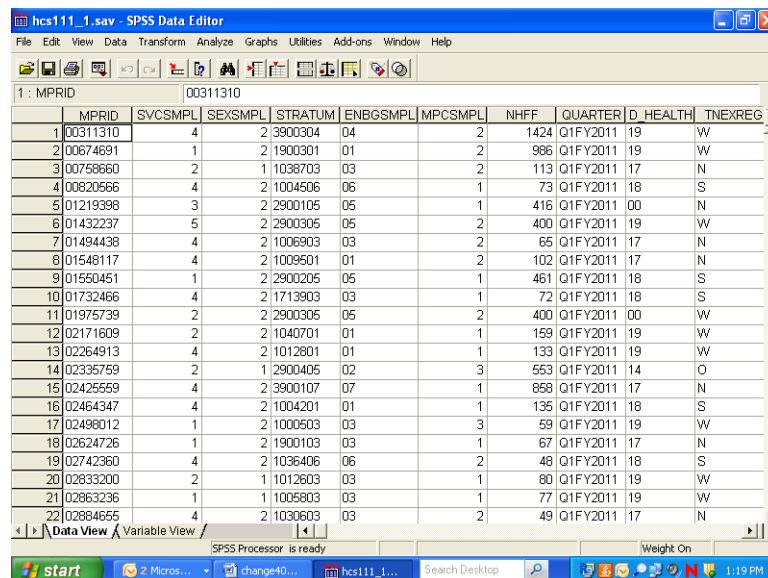 hcs111_1.sav - SPSS Data Editor
File Edit View Data Transform Analyze Graphs Utilities Add-ons Window Help
1 : MPRID 00311310
MPRID SVCSMPL SEXSMPL STRATUM ENBGSMPL MPCSMPL NHFF QUARTER D_HEALTH TNEXREG
1 00311310 4 2 3900304 04 2 1424 Q1FY2011 19 W
2 00674691 1 2 1900301 01 2 986 Q1FY2011 19 W
3 00758660 2 1 1038703 03 2 113 Q1FY2011 17 N
4 00820566 4 2 1004506 06 1 73 Q1FY2011 18 S
5 01219398 3 2 2900105 05 1 416 Q1FY2011 00 N
6 01432237 5 2 2900305 05 2 400 Q1FY2011 19 W
7 01494438 4 2 1006903 03 2 65 Q1FY2011 17 N
8 01548117 4 2 1009501 01 2 102 Q1FY2011 17 N
9 01550451 1 2 2900205 05 1 461 Q1FY2011 18 S
10 01732466 4 2 1713903 03 1 72 Q1FY2011 18 S
11 01975739 2 2 2900305 05 2 400 Q1FY2011 00 W
12 02171609 2 2 1040701 01 1 159 Q1FY2011 19 W
13 02264913 4 2 1012801 01 1 133 Q1FY2011 19 W
14 02335759 2 1 2900405 02 3 553 Q1FY2011 14 O
15 02425559 4 2 3900107 07 1 858 Q1FY2011 17 N
16 02464347 4 2 1004201 01 1 135 Q1FY2011 18 S
17 02498012 1 2 1000503 03 3 59 Q1FY2011 19 W
18 02624726 1 2 1900103 03 1 67 Q1FY2011 17 N
19 02742360 4 2 1036406 06 2 48 Q1FY2011 18 S
20 02833200 2 1 1012603 03 1 80 Q1FY2011 19 W
21 02863236 1 1 1005803 03 1 77 Q1FY2011 19 W
22 02884655 4 2 1030603 03 2 49 Q1FY2011 17 N
Data View Variable View
SPSS Processor is ready Weight On
start 2 Micros... change40... hcs111_1... Search Desktop 1:19 PM